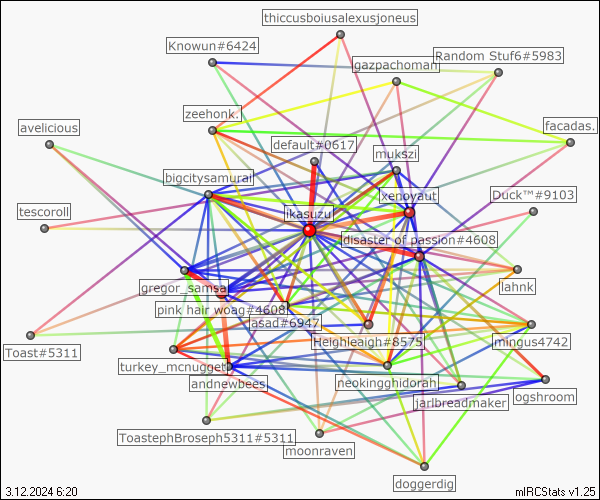 thiccusboiusalexusjoneus
Knowun#6424
Random Stuf6#5983
gazpachoman
zeehonk.
avelicious
facadas.
default#0617
mukszi
bigcitysamurai
xenoyaut
Duck™#9103
tescoroll
ikasuzu
disaster of passion#4608
gregor_samsa
lahnk
pink hair woag#4608
asad#6947
Heighleaigh#8575
mingus4742
Toast#5311
turkey_mcnugget
andnewbees
neokingghidorah
jarlbreadmaker
ogshroom
ToastephBroseph5311#5311
moonraven
doggerdig
3.12.2024 6:20
mIRCStats v1.25